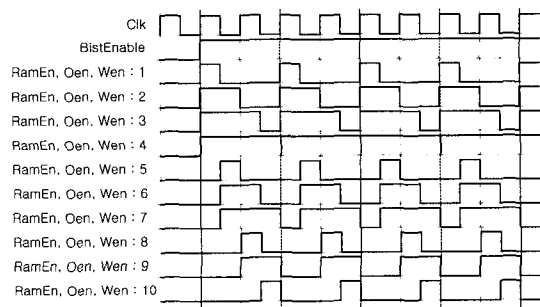 Clk
BistEnable
RamEn, Oen, Wen : 1
RamEn, Oen, Wen : 2
RamEn, Oen, Wen : 3
RamEn, Oen, Wen : 4
RamEn, Oen, Wen : 5
RamEn, Oen, Wen : 6
RamEn, Oen, Wen : 7
RamEn, Oen, Wen : 8
RamEn, Oen, Wen : 9
RamEn, Oen, Wen : 10